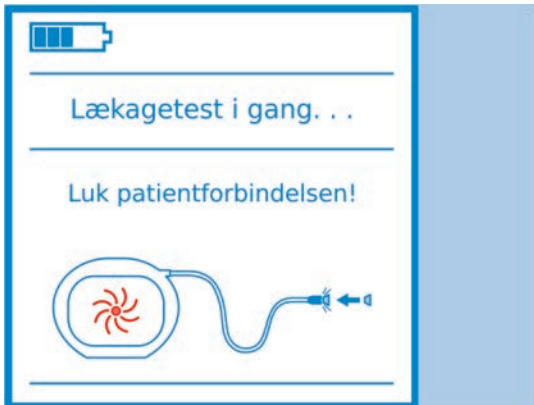 Lækagetest i gang. . .
Luk patientforbindelsen!